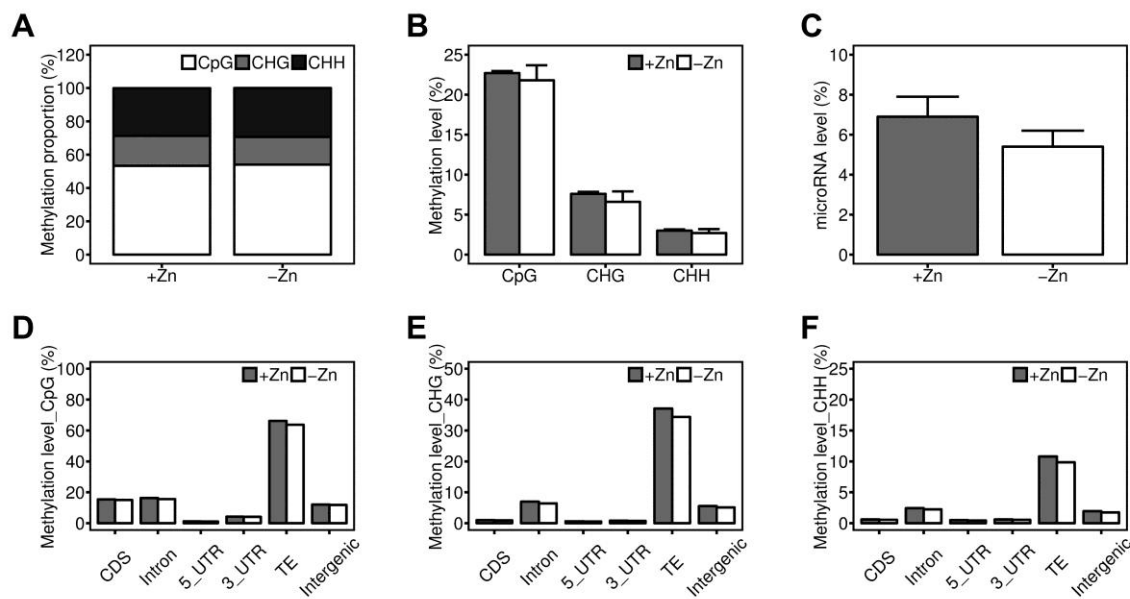 A
Methylation proportion (%)
120
100
80
60
40
20
0
CpG CHG CHH
+Zn −Zn
B
Methylation level (%)
25
20
15
10
5
0
+Zn −Zn
CpG CHG CHH
C
microRNA level (%)
10
8
6
4
2
0
+Zn −Zn
D
Methylation level_CpG (%)
100
80
60
40
20
0
+Zn −Zn
CDS Intron 5_UTR 3_UTR TE Intergenic
E
Methylation level_CHG (%)
50
40
30
20
10
0
+Zn −Zn
CDS Intron 5_UTR 3_UTR TE Intergenic
F
Methylation level_CHH (%)
25
20
15
10
5
0
+Zn −Zn
CDS Intron 5_UTR 3_UTR TE Intergenic